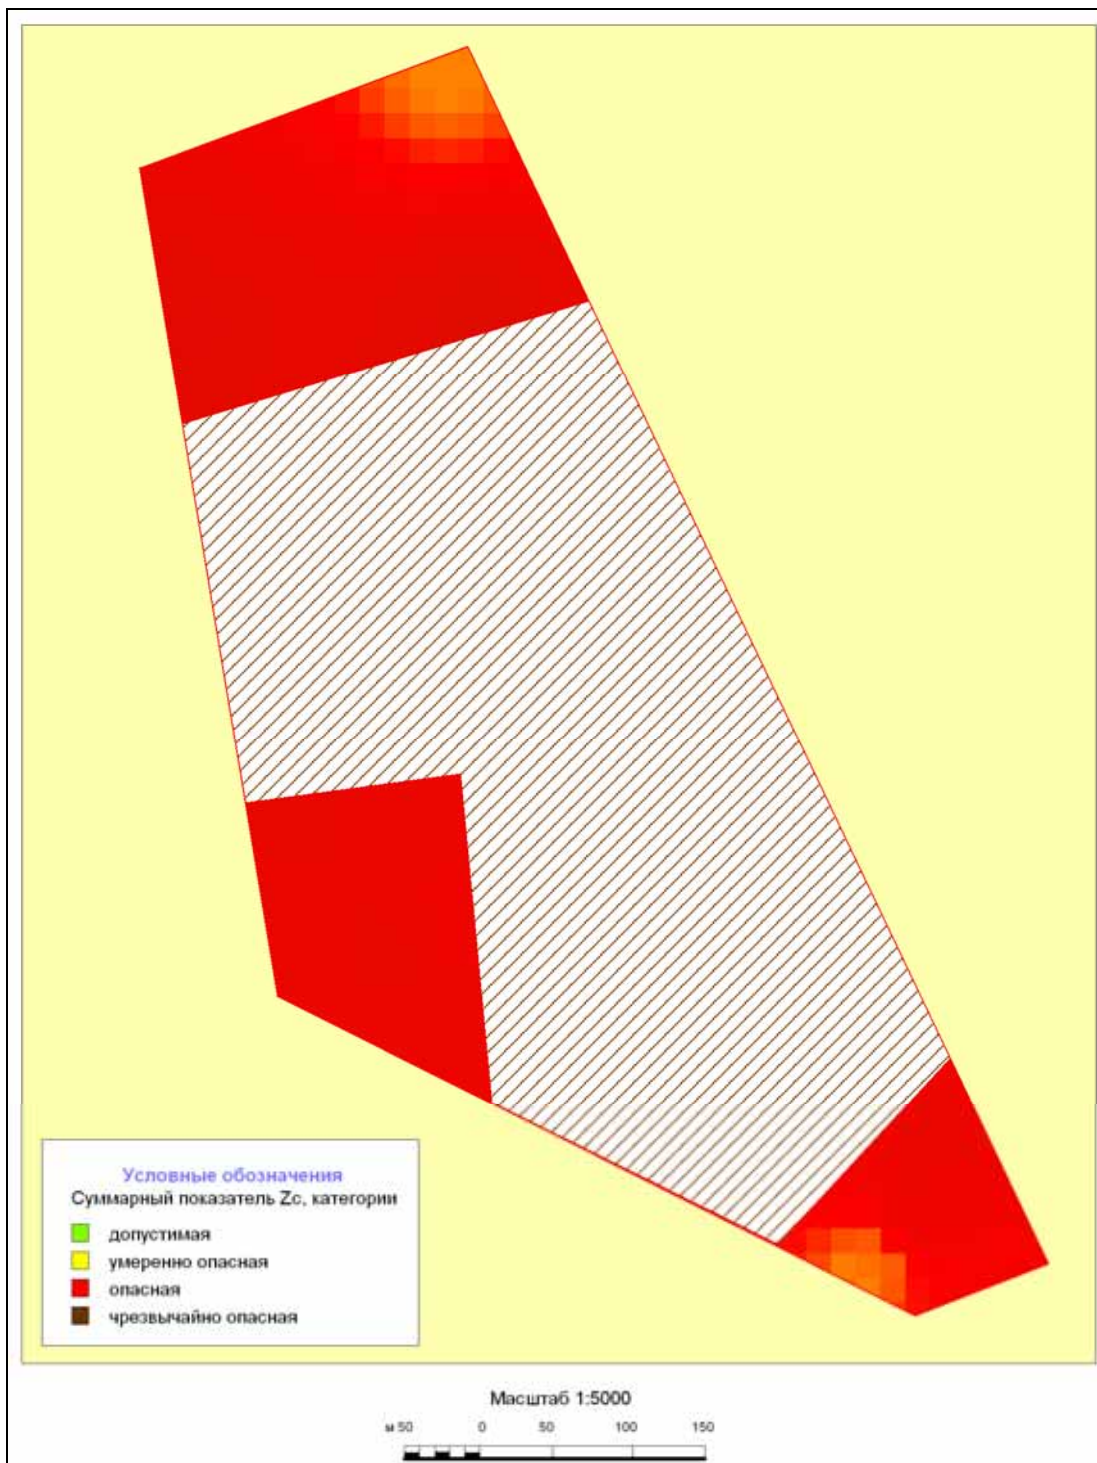 Условные обозначения
Суммарный показатель Zc, категории
допустимая
умеренно опасная
опасная
чрезвычайно опасная
Масштаб 1:5000
м 50 0 50 100 150